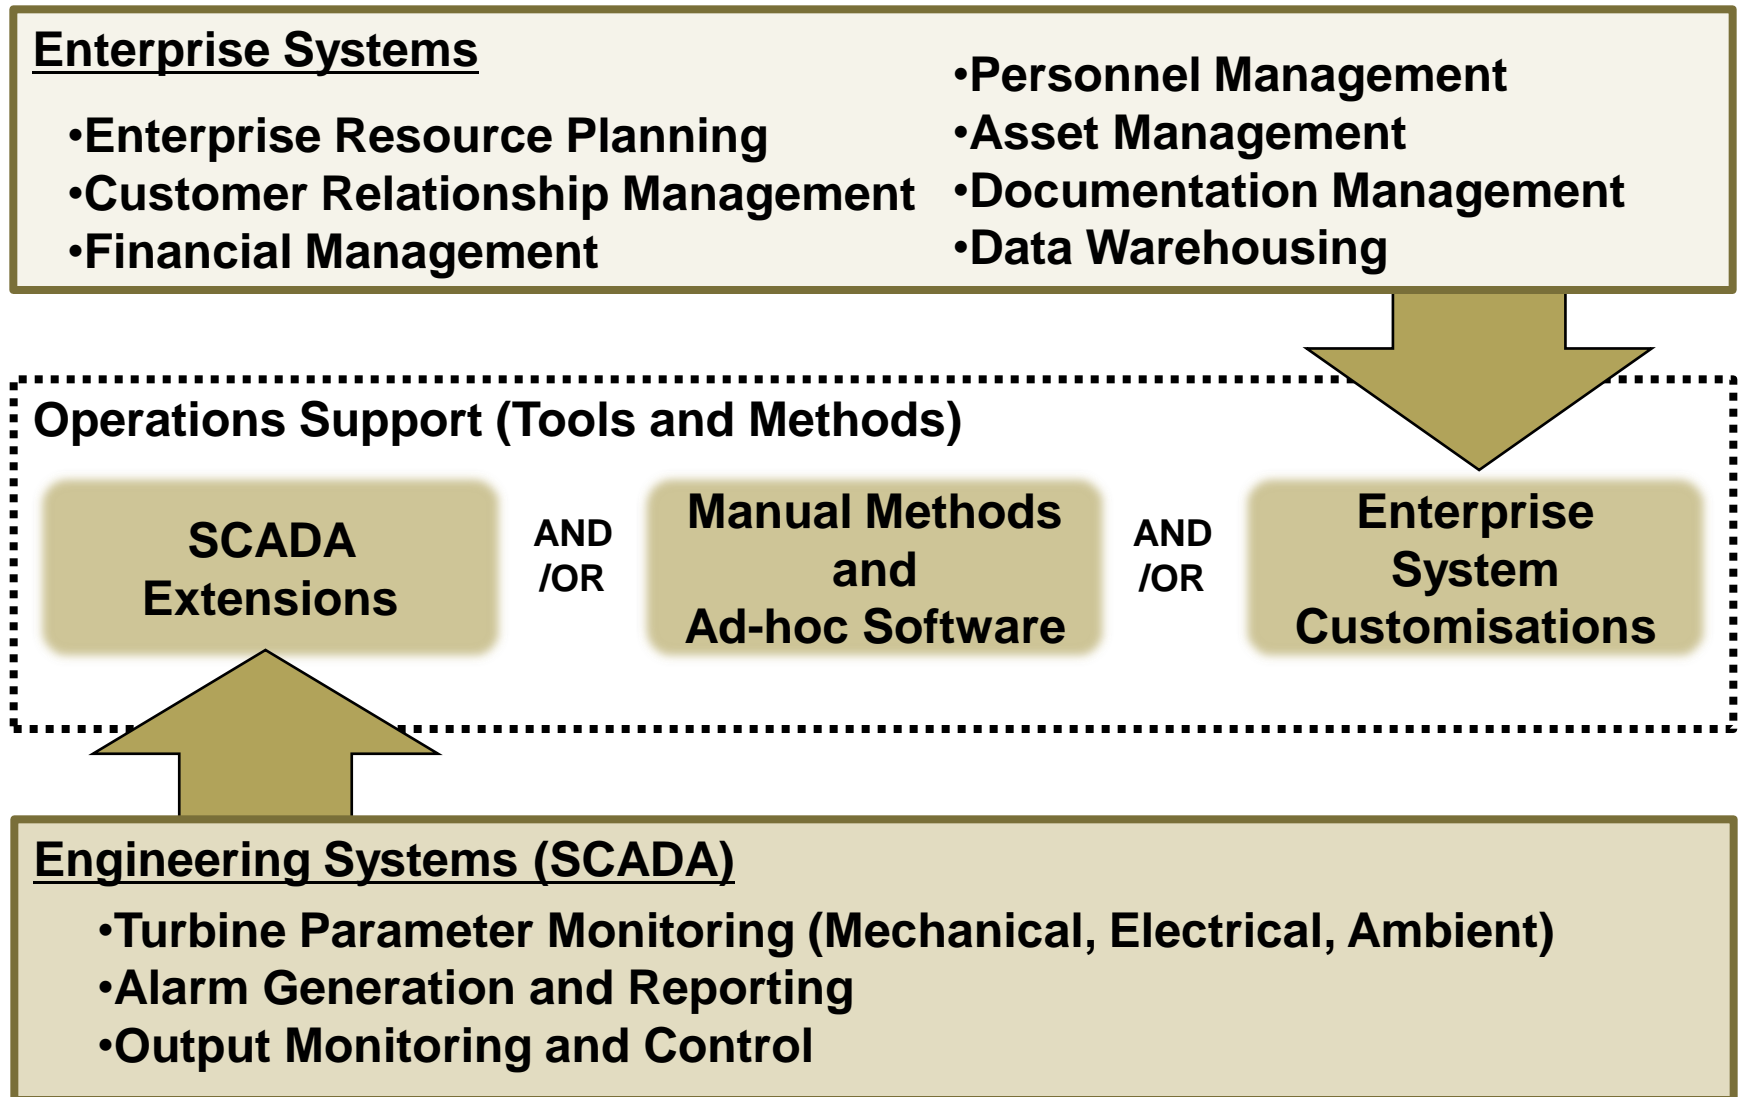 Enterprise Systems
•Enterprise Resource Planning
•Customer Relationship Management
•Financial Management
•Personnel Management
•Asset Management
•Documentation Management
•Data Warehousing
Operations Support (Tools and Methods)
SCADA
Extensions
AND
/OR
Manual Methods
and
Ad-hoc Software
AND
/OR
Enterprise
System
Customisations
Engineering Systems (SCADA)
•Turbine Parameter Monitoring (Mechanical, Electrical, Ambient)
•Alarm Generation and Reporting
•Output Monitoring and Control